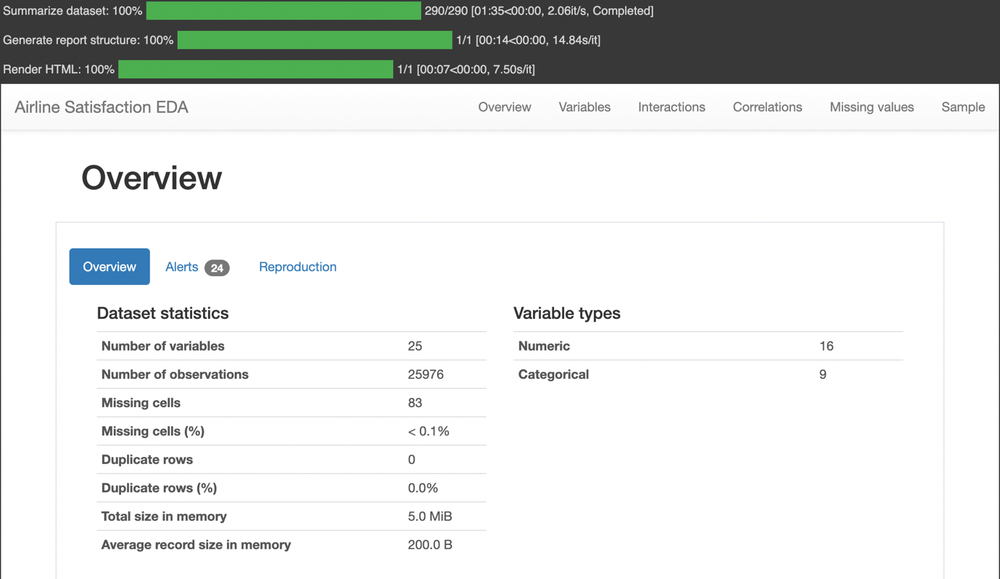 Summarize dataset: 100% 290/290 [01:35<00:00, 2.06it/s, Completed]
Generate report structure: 100% 1/1 [00:14<00:00, 14.84s/it]
Render HTML: 100% 1/1 [00:07<00:00, 7.50s/it]
Airline Satisfaction EDA Overview Variables Interactions Correlations Missing values Sample
Overview
Overview Alerts 24 Reproduction
Dataset statistics
Number of variables 25
Number of observations 25976
Missing cells 83
Missing cells (%) < 0.1%
Duplicate rows 0
Duplicate rows (%) 0.0%
Total size in memory 5.0 MiB
Average record size in memory 200.0 B
Variable types
Numeric 16
Categorical 9